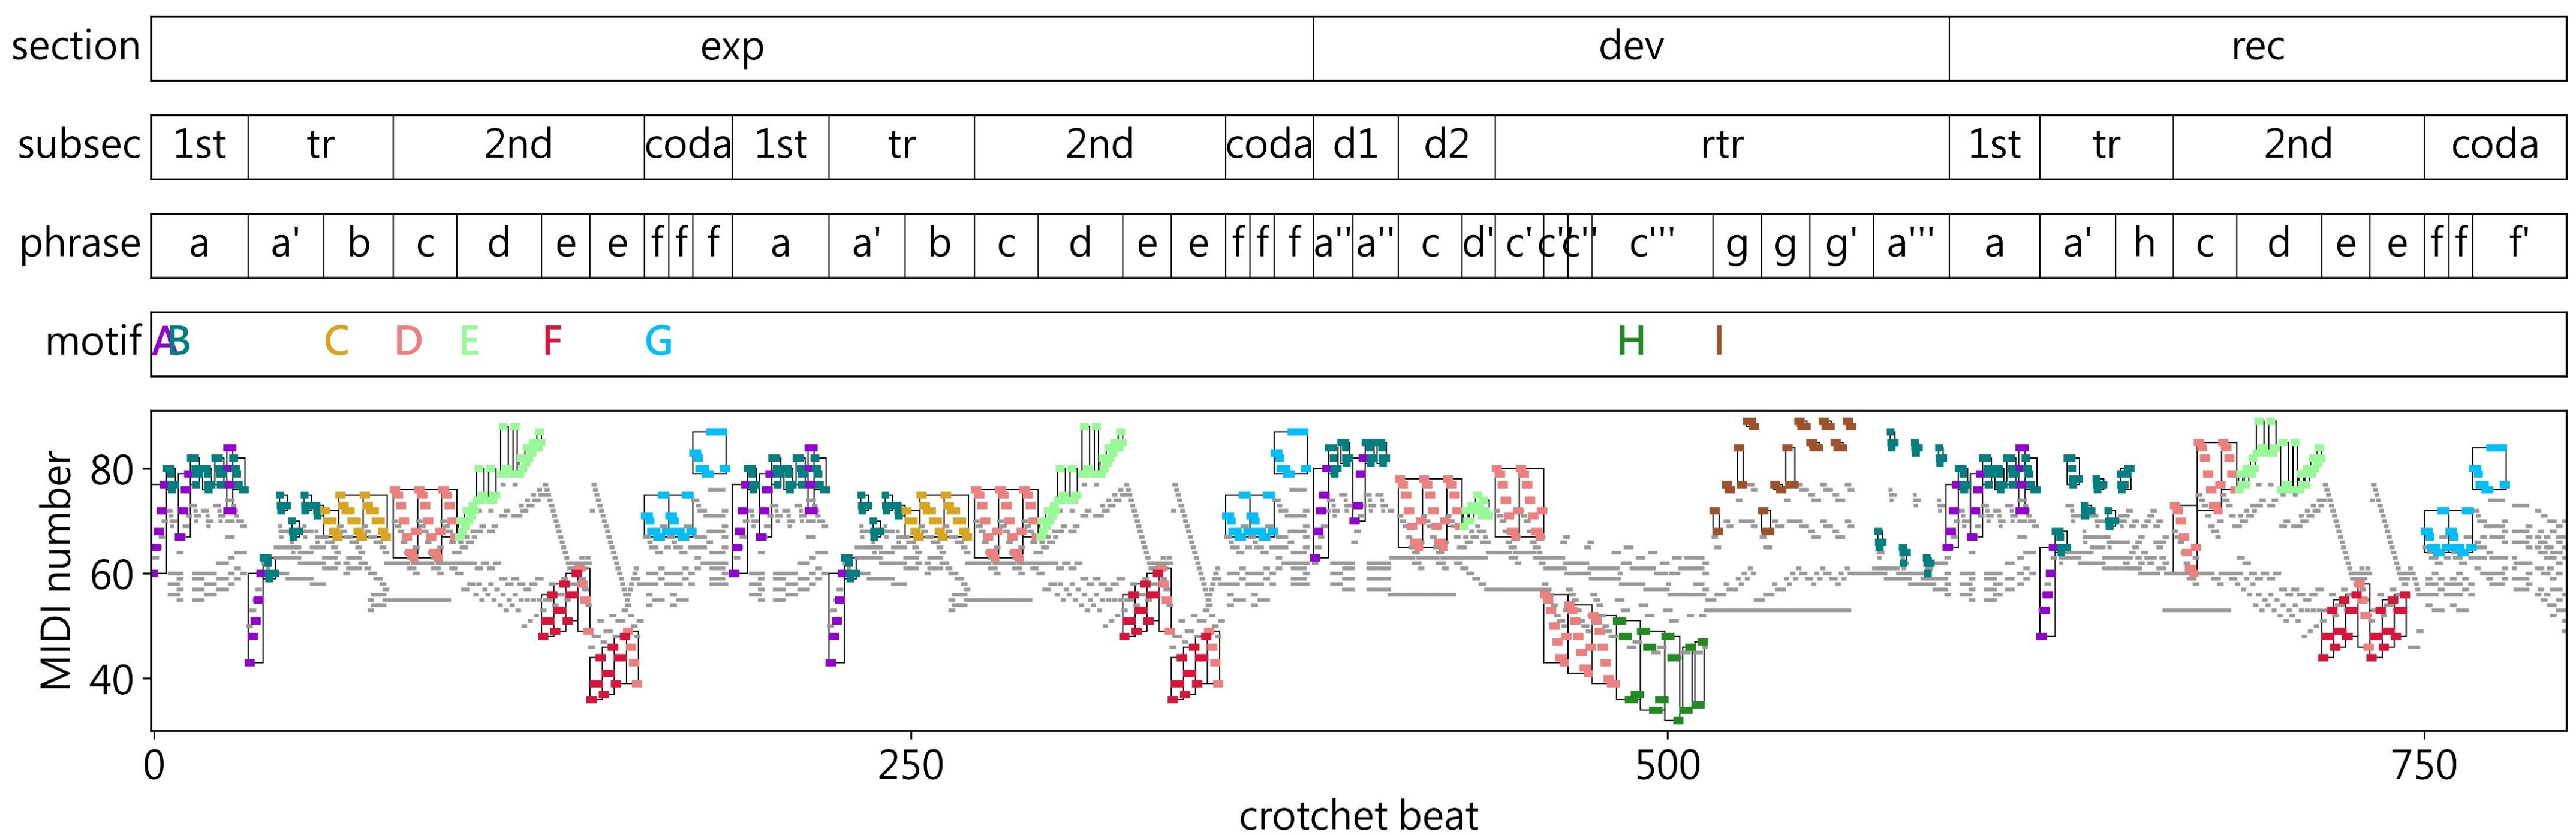 section exp dev rec
subsec 1st tr 2nd coda 1st tr 2nd coda d1 d2 rtr 1st tr 2nd coda
phrase a a' b c d e e f f f a a' b c d e e f f f a'' a'' c d' c' c'' c'' c''' g g g' a''' a a' h c d e e f f f'
motif A B C D E F G H I
MIDI number
80
60
40
0 250 500 750
crotchet beat